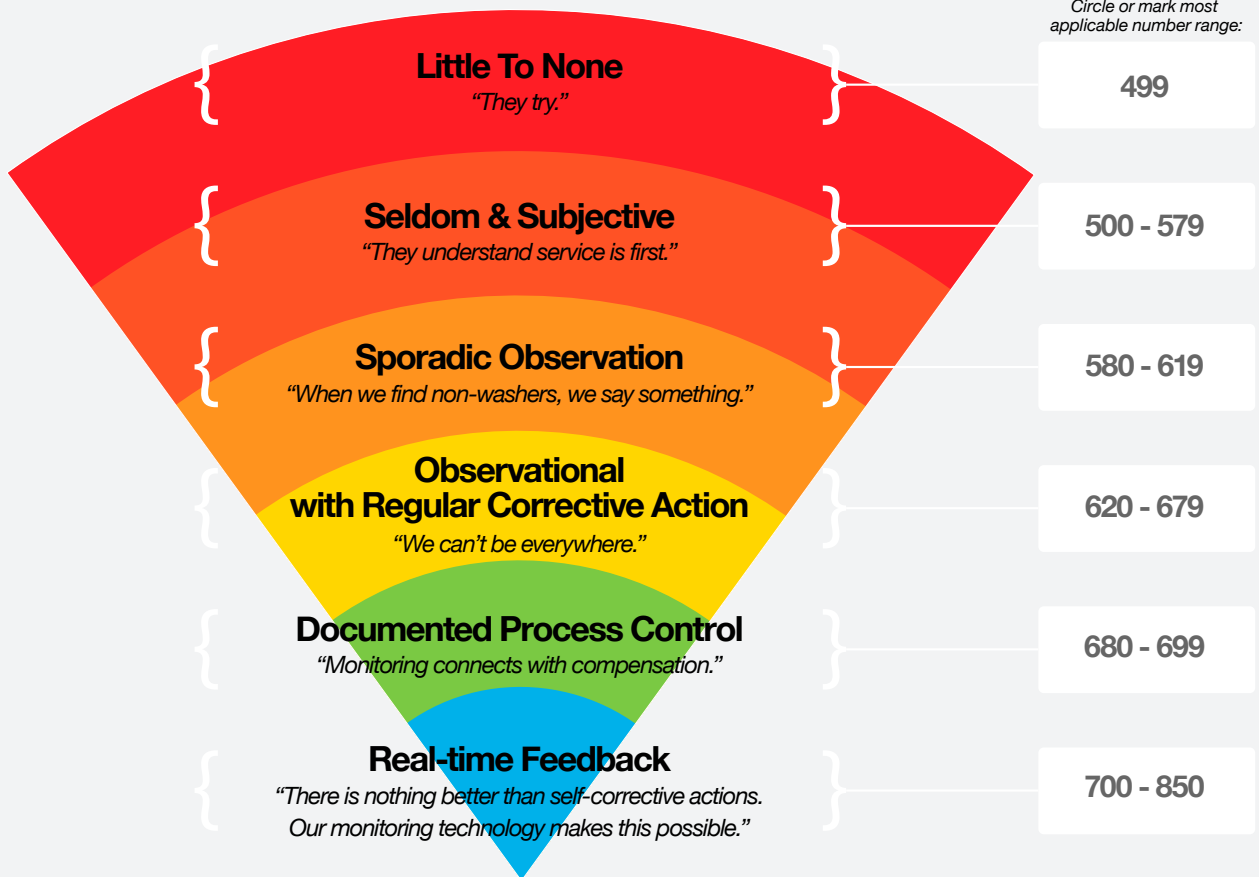 Circle or mark most
applicable number range:
Little To None
“They try.”
499
Seldom & Subjective
“They understand service is first.”
500 - 579
Sporadic Observation
“When we find non-washers, we say something.”
580 - 619
Observational
with Regular Corrective Action
“We can’t be everywhere.”
620 - 679
Documented Process Control
“Monitoring connects with compensation.”
680 - 699
Real-time Feedback
“There is nothing better than self-corrective actions.
Our monitoring technology makes this possible.”
700 - 850